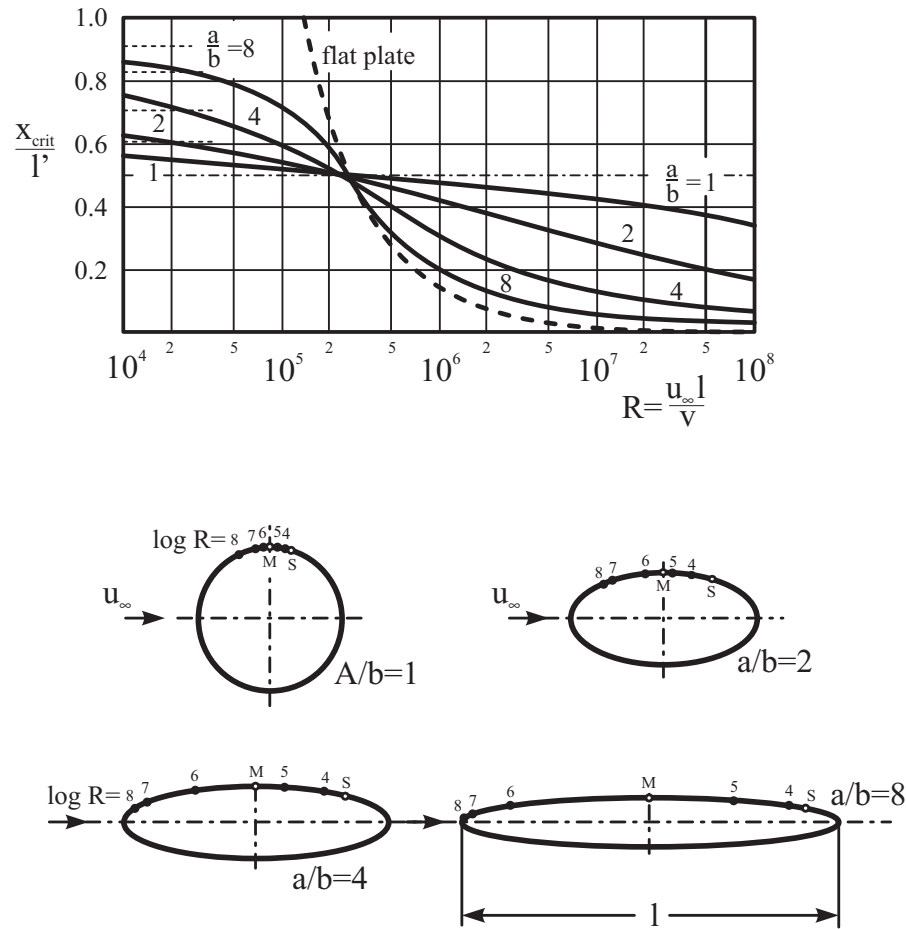 1.0
a/b =8
flat plate
0.8
4
x_crit/l’
2
0.6
1
a/b =1
0.4
2
0.2
8
4
10^4 2 5 10^5 2 5 10^6 2 5 10^7 2 5 10^8
R= u_∞ l/v
log R= 8 7 6 5 4
M S
u_∞
A/b=1
6 5 4
8 7
M S
u_∞
a/b=2
log R= 8 7 6 M 5 4 S
a/b=4
8 7 6 M 5 4 S
a/b=8
l